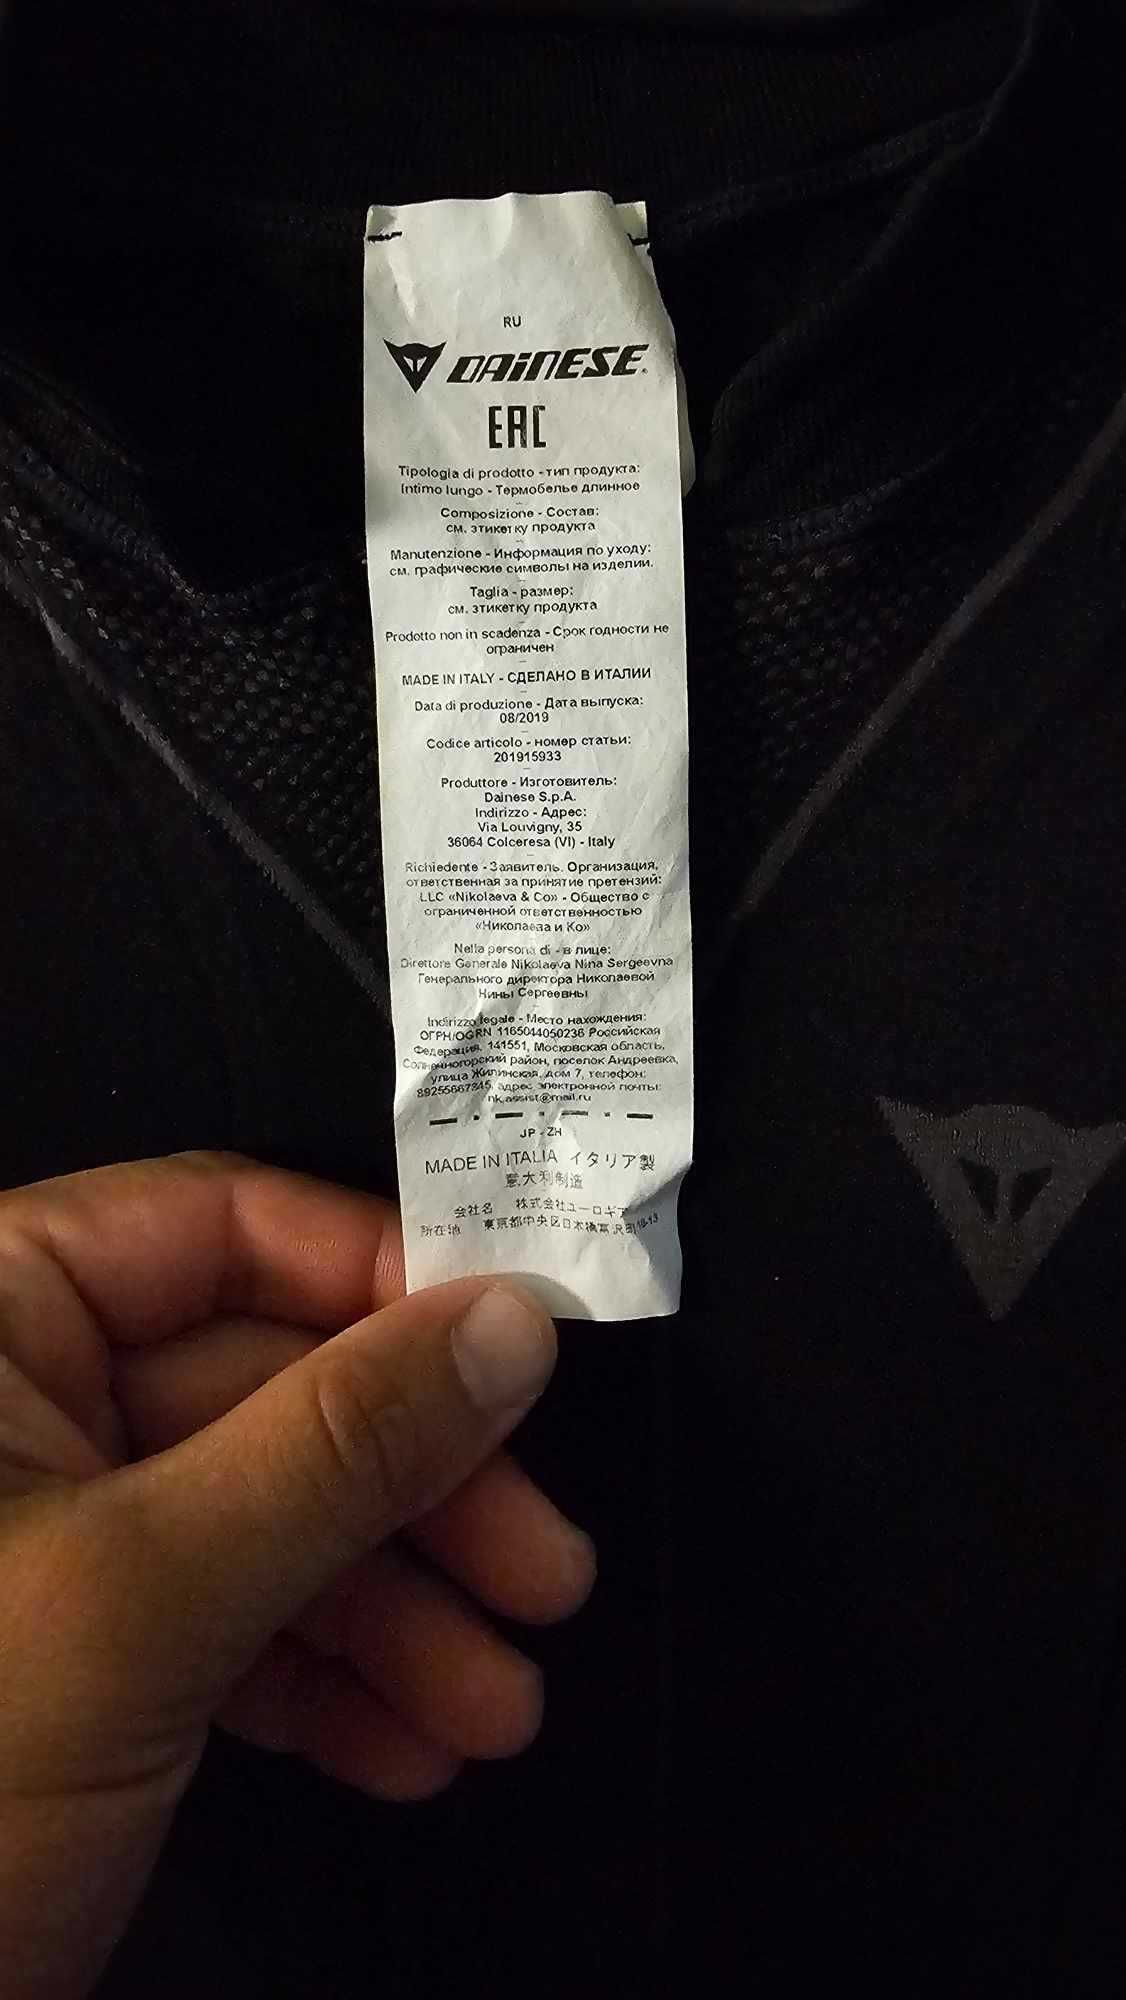 RU
DAINESE
EAC
Tipologia di prodotto - тип продукта:
Intimo lungo - Термобелье длинное
Composizione - Состав:
см. зтикетку продукта
Manutenzione - Информация по уходу:
см. графические символы на изделии.
Taglia - размер:
см. зтикетку продукта
Prodotto non in scadenza - Срок годности не
ограничен
MADE IN ITALY - СДЕЛАНО В ИТАЛИИ
Data di produzione - Дата выпуска:
08/2019
Codice articolo - номер статьи:
201915933
Produttore - Изготовитель:
Dainese S.p.A.
Indirizzo - Адрес:
Via Louvigny, 35
36064 Colceresa (VI) - Italy
Richiedente - Заявитель. Организация,
ответственная за принятие претензий:
LLC «Nikolaeva & Co» - Общество с
ограниченной ответственностью
«Николаева и Ко»
Nella persona di - в лице:
Direttore Generale Nikolaeva Nina Sergeevna
Генерального директора Николаевой
Нины Сергеевны
Indirizzo legale - Место нахождения:
ОГРН/OGRN 1165044050236 Российская
Федерация, 141551, Московская область,
Солнечногорский район, поселок Андреевка,
улица Жилинская, дом 7, телефон:
89255667845, адрес электронной почты:
nk.assist@mail.ru
JP - ZH
MADE IN ITALIA イタリア製
意大利制造
会社名 株式会社ユーロギア
所在地 東京都中央区日本橋富沢町